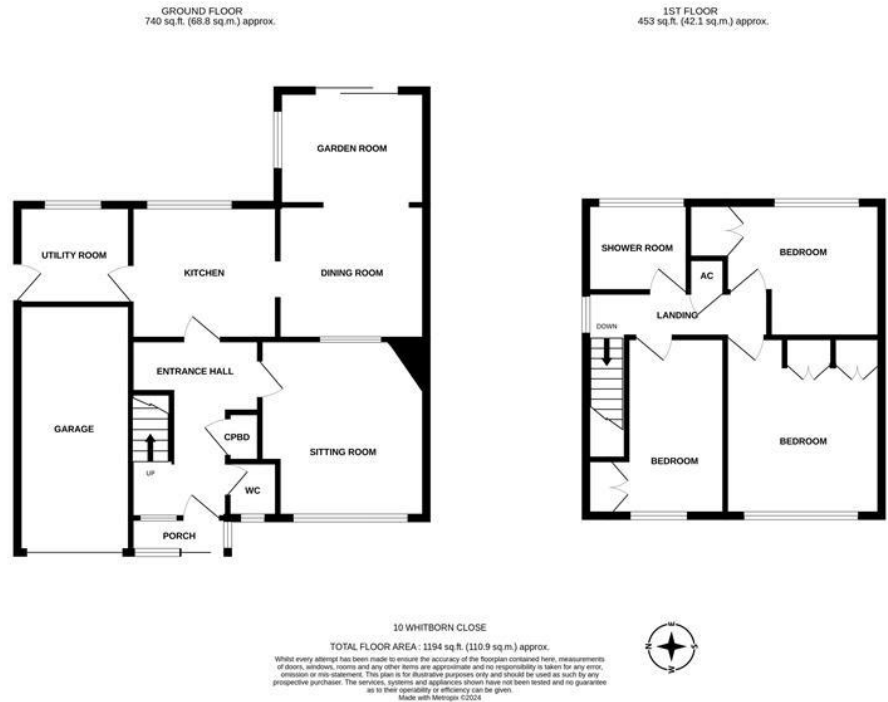 GROUND FLOOR
740 sq.ft. (68.8 sq.m.) approx.
1ST FLOOR
453 sq.ft. (42.1 sq.m.) approx.
GARDEN ROOM
UTILITY ROOM
KITCHEN
DINING ROOM
ENTRANCE HALL
GARAGE
CPBD
SITTING ROOM
UP
WC
PORCH
SHOWER ROOM
BEDROOM
AC
LANDING
DOWN
BEDROOM
BEDROOM
10 WHITBORN CLOSE
TOTAL FLOOR AREA : 1194 sq.ft. (110.9 sq.m.) approx.
Whilst every attempt has been made to ensure the accuracy of the floorplan contained here, measurements
of doors, windows, rooms and any other items are approximate and no responsibility is taken for any error,
omission or mis-statement. This plan is for illustrative purposes only and should be used as such by any
prospective purchaser. The services, systems and appliances shown have not been tested and no guarantee
as to their operability or efficiency can be given.
Made with Metropix ©2024
E
N
S
W